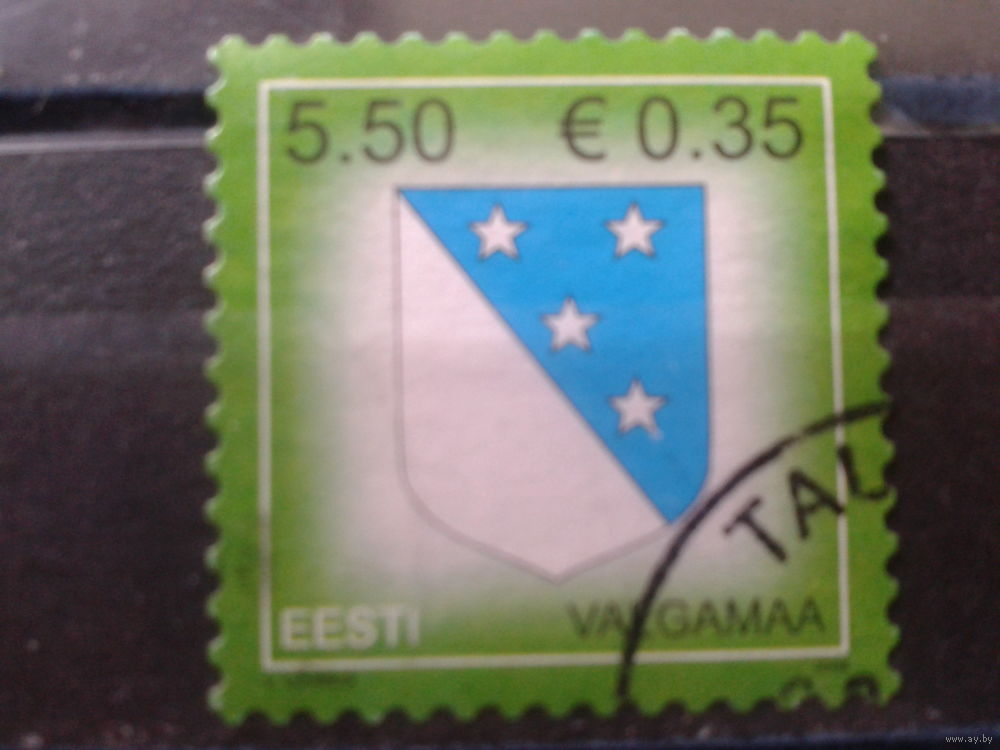 5.50 € 0.35
EESTI
VALGAMAA
TAL
www.ay.by